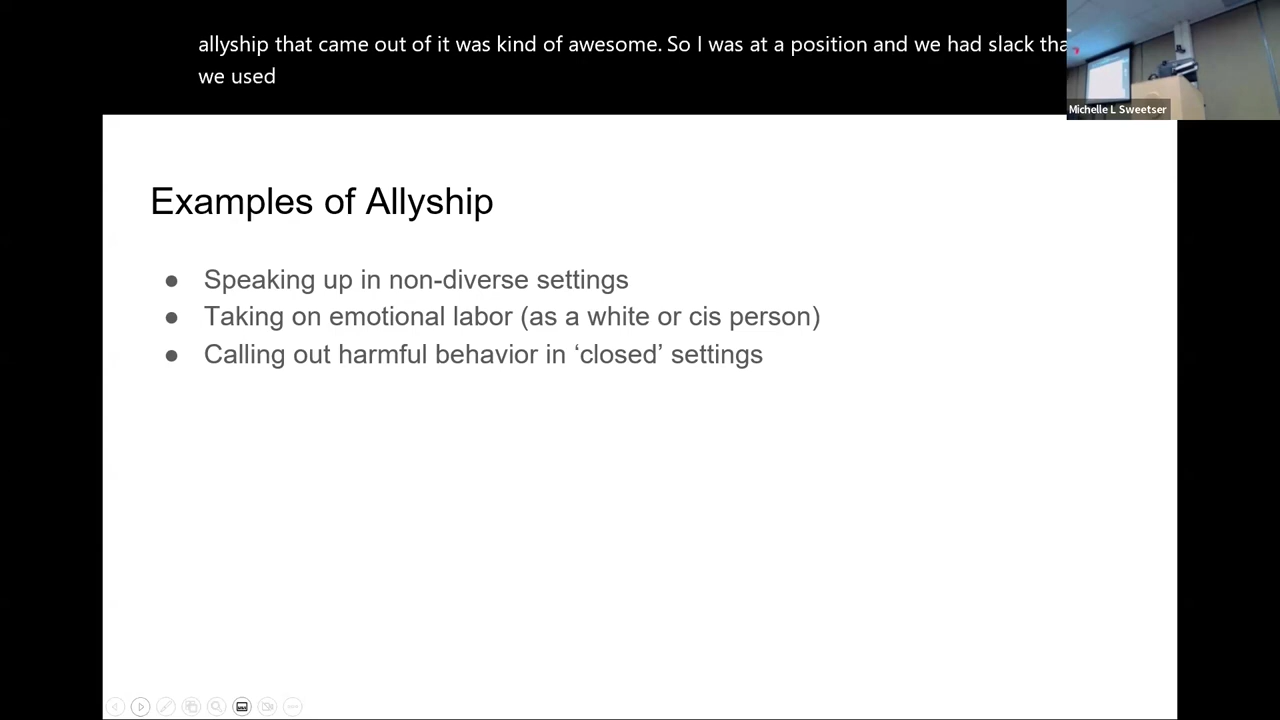 allyship that came out of it was kind of awesome. So I was at a position and we had slack tha
we used
Michelle L Sweetser
Examples of Allyship
● Speaking up in non-diverse settings
● Taking on emotional labor (as a white or cis person)
● Calling out harmful behavior in ‘closed’ settings